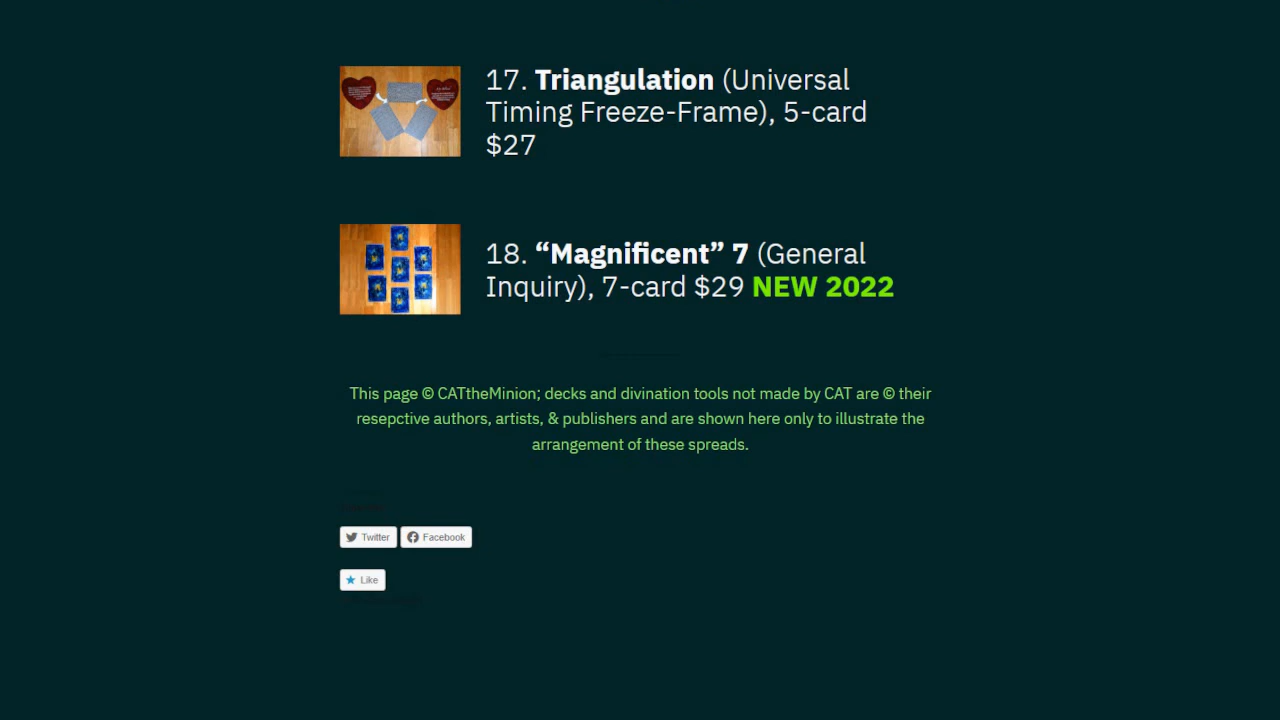 17. Triangulation (Universal
Timing Freeze-Frame), 5-card
$27
18. “Magnificent” 7 (General
Inquiry), 7-card $29 NEW 2022
This page © CATtheMinion; decks and divination tools not made by CAT are © their
resepctive authors, artists, & publishers and are shown here only to illustrate the
arrangement of these spreads.
Twitter
Facebook
Like